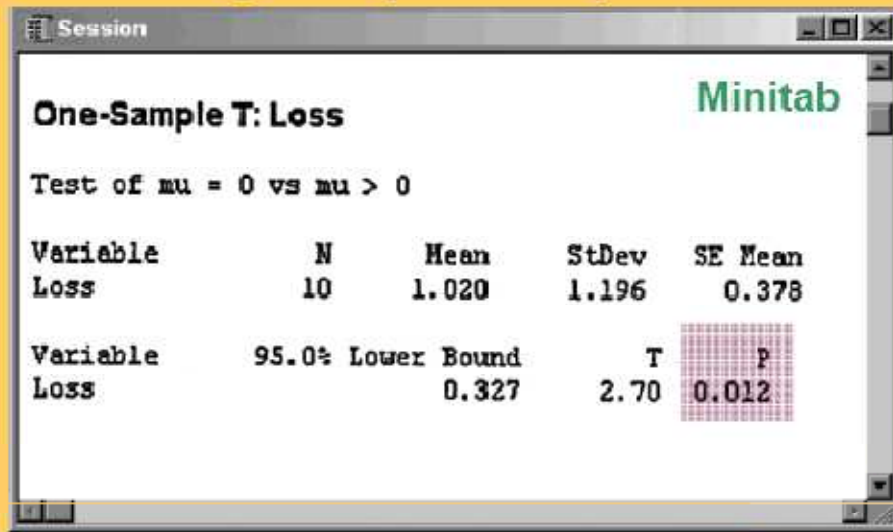 Session
Minitab
One-Sample T: Loss
Test of mu = 0 vs mu > 0
Variable N Mean StDev SE Mean
Loss 10 1.020 1.196 0.378
Variable 95.0% Lower Bound T P
Loss 0.327 2.70 0.012